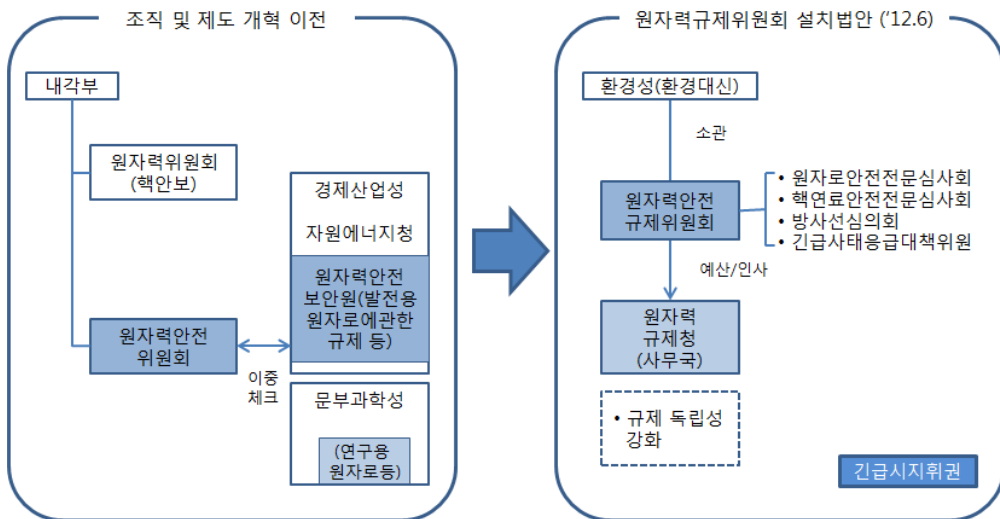 조직 및 제도 개혁 이전
내각부
원자력위원회
(핵안보)
경제산업성
자원에너지청
원자력안전
보안원(발전용
원자로에관한
규제 등)
원자력안전
위원회
이중
체크
문부과학성
(연구용
원자로등)
원자력규제위원회 설치법안 (‘12.6)
환경성(환경대신)
소관
원자력안전
규제위원회
• 원자로안전전문심사회
• 핵연료안전전문심사회
• 방사선심의회
• 긴급사태응급대책위원
예산/인사
원자력
규제청
(사무국)
• 규제 독립성
강화
긴급시지휘권